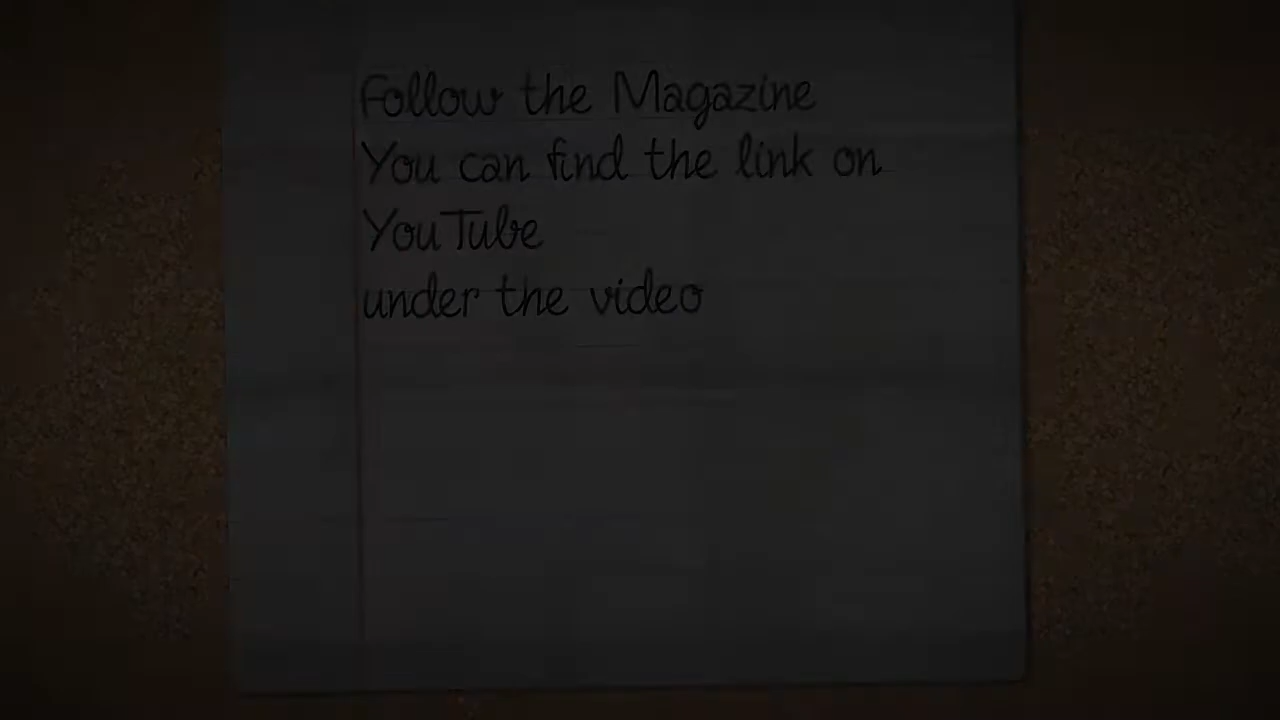 Follow the Magazine
You can find the link on
YouTube
under the video